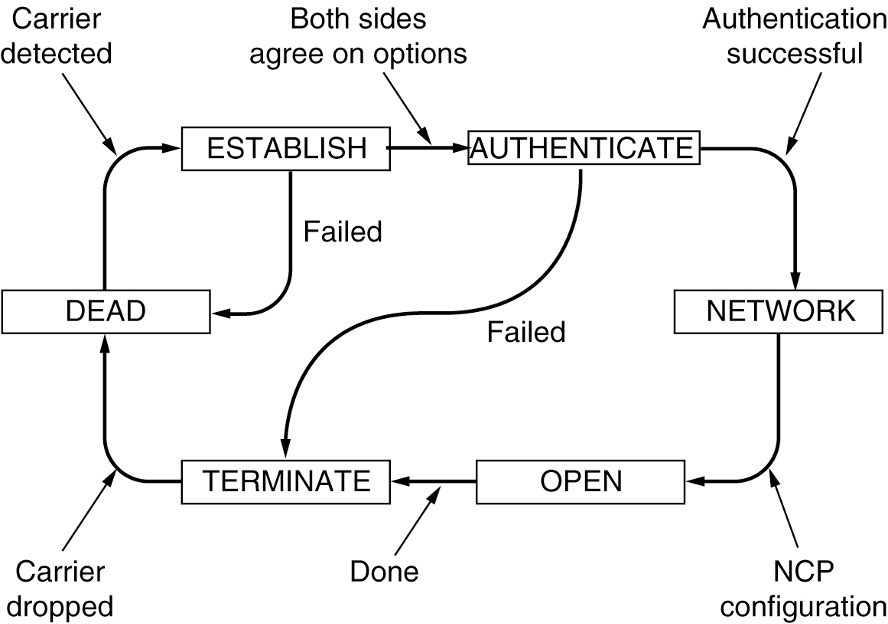 Carrier
detected
Both sides
agree on options
Authentication
successful
ESTABLISH
AUTHENTICATE
Failed
DEAD
NETWORK
Failed
TERMINATE
OPEN
Carrier
dropped
Done
NCP
configuration